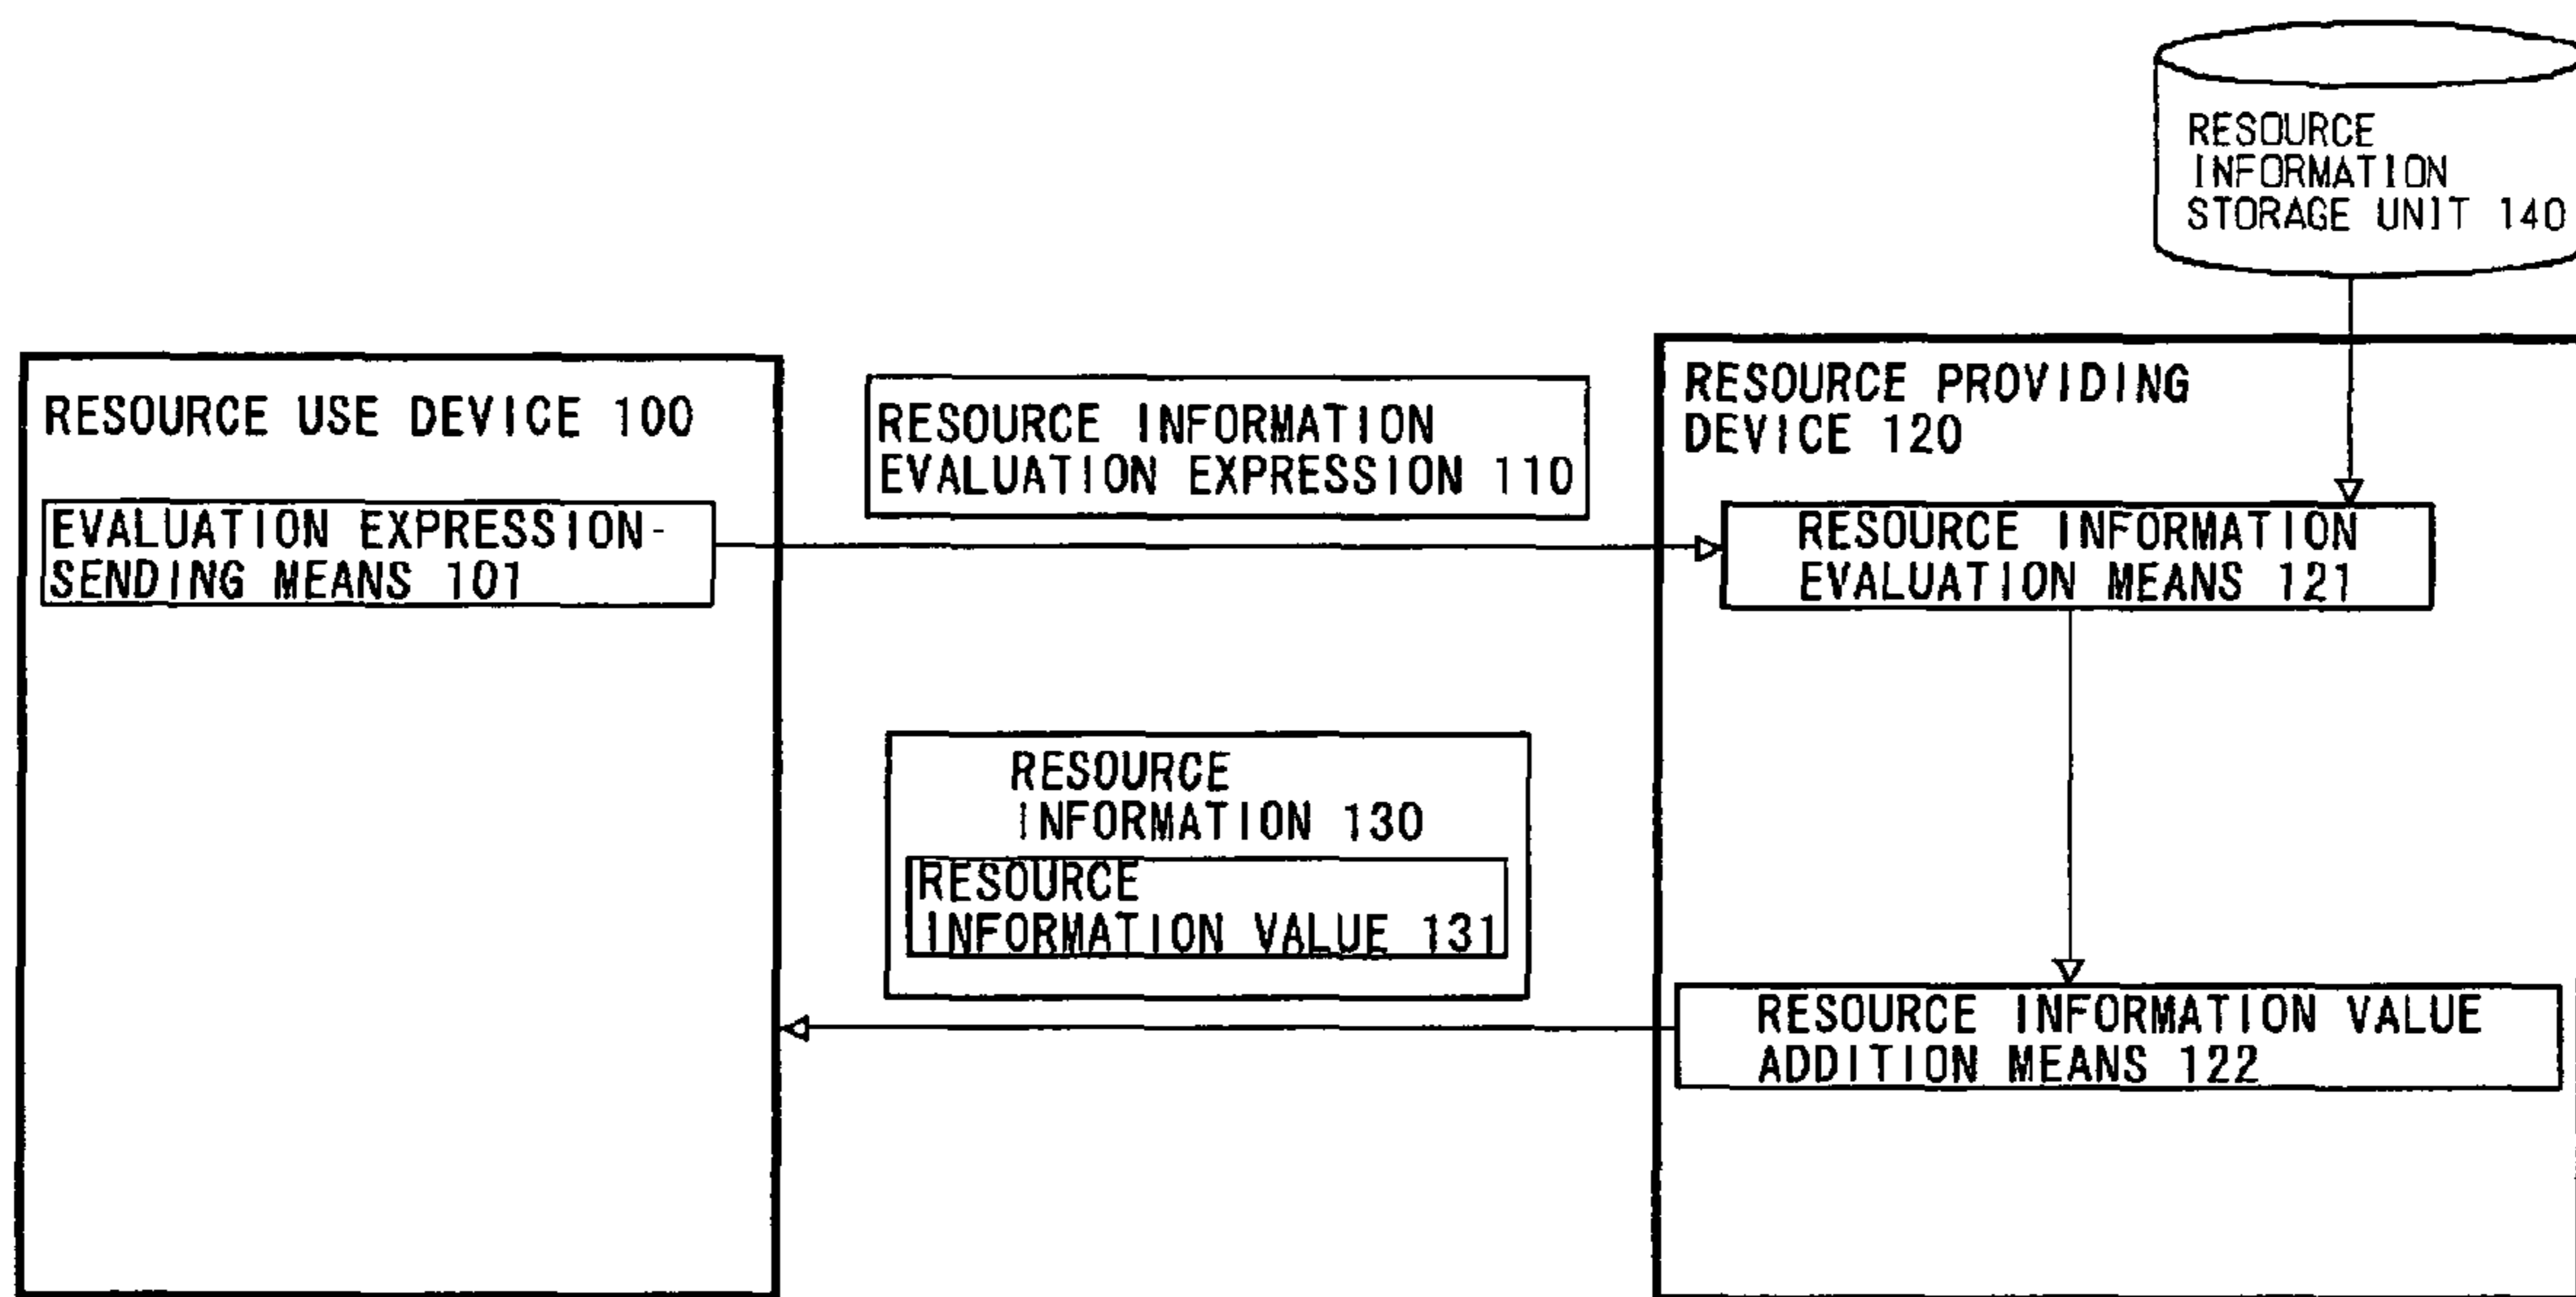 RESOURCE
INFORMATION
STORAGE UNIT 140
RESOURCE USE DEVICE 100
EVALUATION EXPRESSION-
SENDING MEANS 101
RESOURCE INFORMATION
EVALUATION EXPRESSION 110
RESOURCE PROVIDING
DEVICE 120
RESOURCE INFORMATION
EVALUATION MEANS 121
RESOURCE
INFORMATION 130
RESOURCE
INFORMATION VALUE 131
RESOURCE INFORMATION VALUE
ADDITION MEANS 122